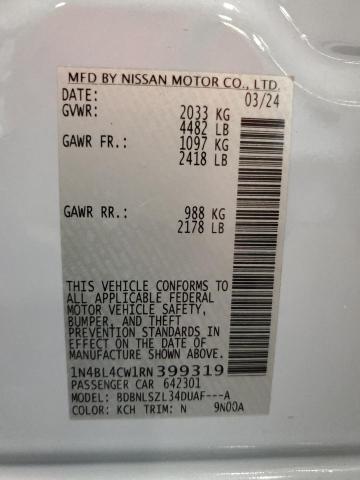 MFD BY NISSAN MOTOR CO., LTD.
DATE: 03/24
GVWR: 2033 KG
4482 LB
GAWR FR.: 1097 KG
2418 LB
GAWR RR.: 988 KG
2178 LB
THIS VEHICLE CONFORMS TO
ALL APPLICABLE FEDERAL
MOTOR VEHICLE SAFETY,
BUMPER, AND THEFT
PREVENTION STANDARDS IN
EFFECT ON THE DATE OF
MANUFACTURE SHOWN ABOVE.
1N4BL4CW1RN399319
PASSENGER CAR 642301
MODEL: BDBNLSZL34DUAF---A
COLOR: KCH TRIM: N 9N00A